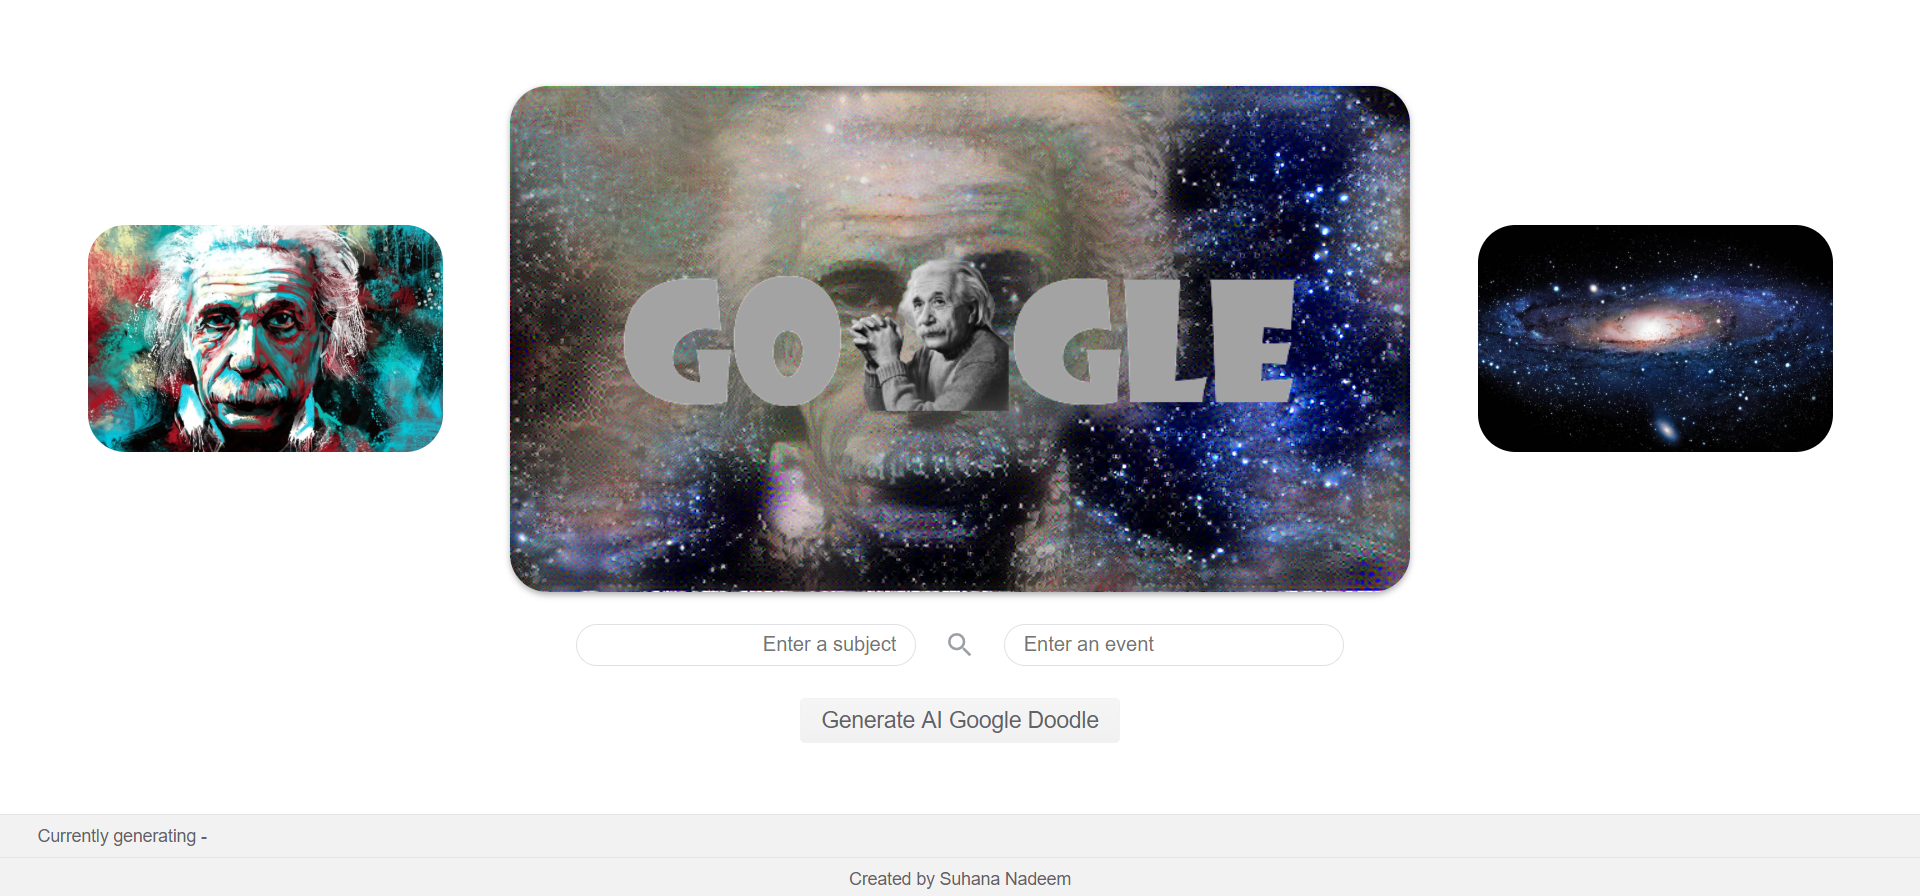 GO GLE
Enter a subject
Enter an event
Generate AI Google Doodle
Currently generating -
Created by Suhana Nadeem